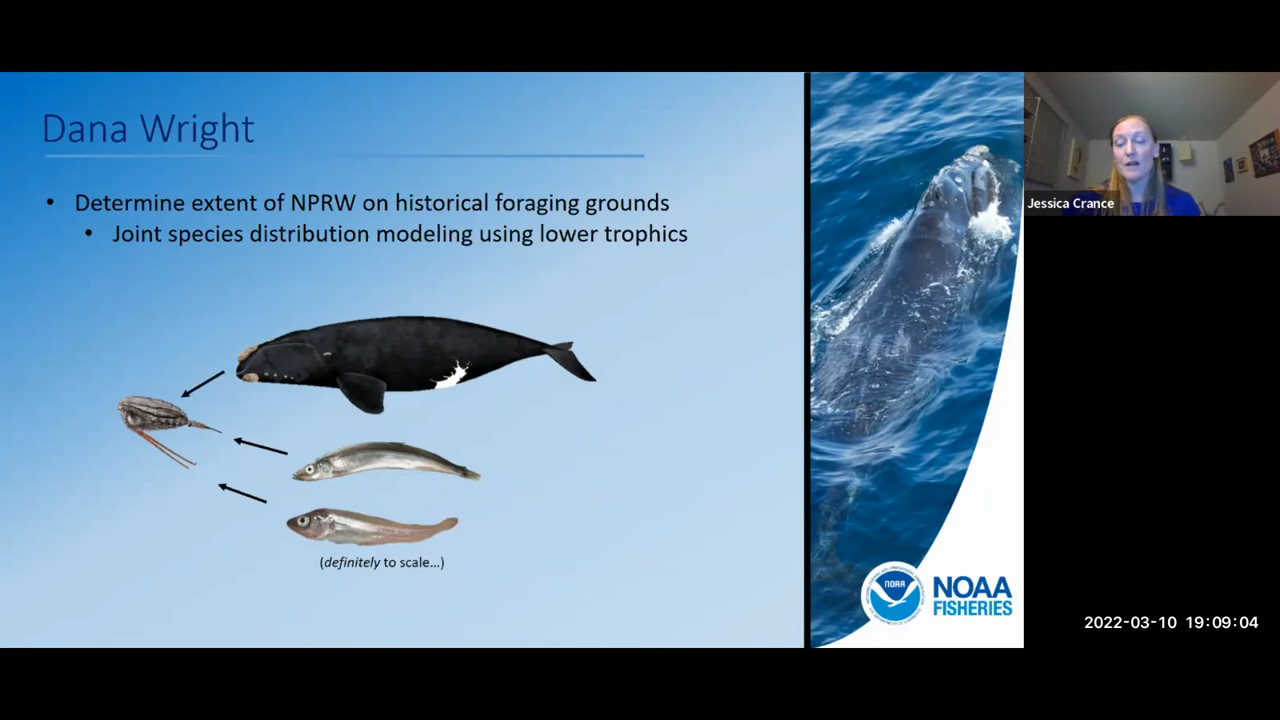 Dana Wright
• Determine extent of NPRW on historical foraging grounds
• Joint species distribution modeling using lower trophics
(definitely to scale...)
NOAA
NOAA
FISHERIES
Jessica Crance
2022-03-10 19:09:04